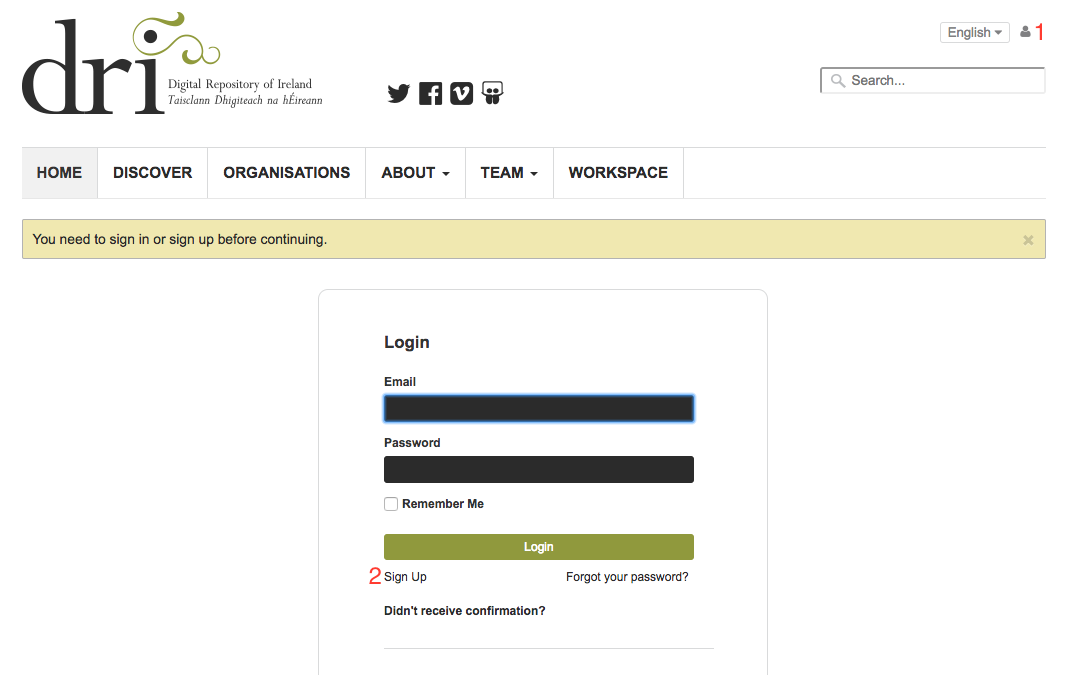 English
1
dri
Digital Repository of Ireland
Taisclann Dhigiteach na hÉireann
Search...
HOME DISCOVER ORGANISATIONS ABOUT TEAM WORKSPACE
You need to sign in or sign up before continuing.
×
Login
Email
Password
Remember Me
Login
2 Sign Up Forgot your password?
Didn't receive confirmation?